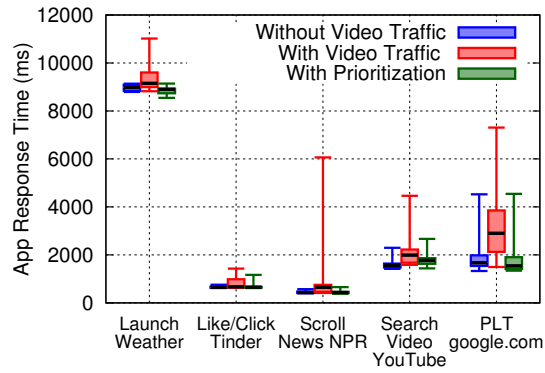 Without Video Traffic
With Video Traffic
With Prioritization
App Response Time (ms)
12000
10000
8000
6000
4000
2000
0
Launch Weather
Like/Click Tinder
Scroll News NPR
Search Video YouTube
PLT google.com